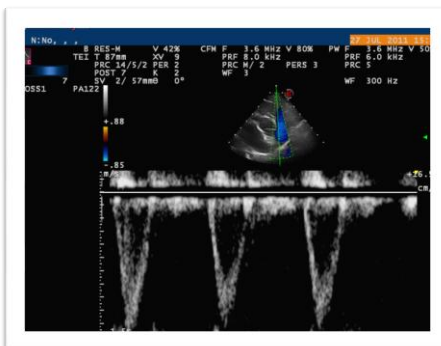 N:No, , , 27 JUL 2011 15:
8 RES-M V 42% CFM F 3.6 MHz V 80% PW F 3.6 MHz V 50
TEI T 87mm XV 9 PRF 8.0 kHz PRF 6.0 kHz
PRC 14/5/2 PER 2 PRC M/ 2 PERS 3 PRC 5
POST 7 K 2 WF 3
7 SV 2/ 57mmθ 0° WF 300 Hz
OSS1 PA122
+.88
-.85
m/s
cm/